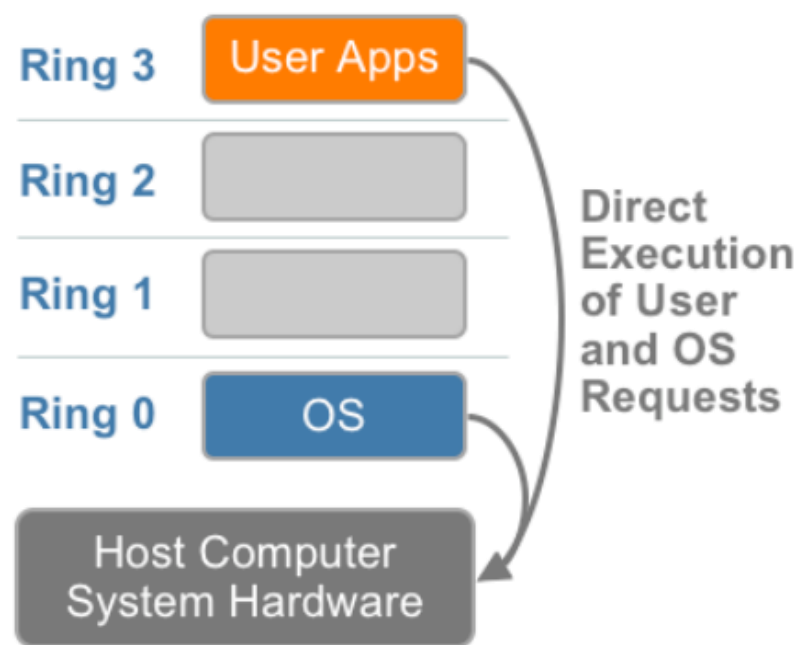 Ring 3
User Apps
Ring 2
Ring 1
Ring 0
OS
Direct
Execution
of User
and OS
Requests
Host Computer
System Hardware